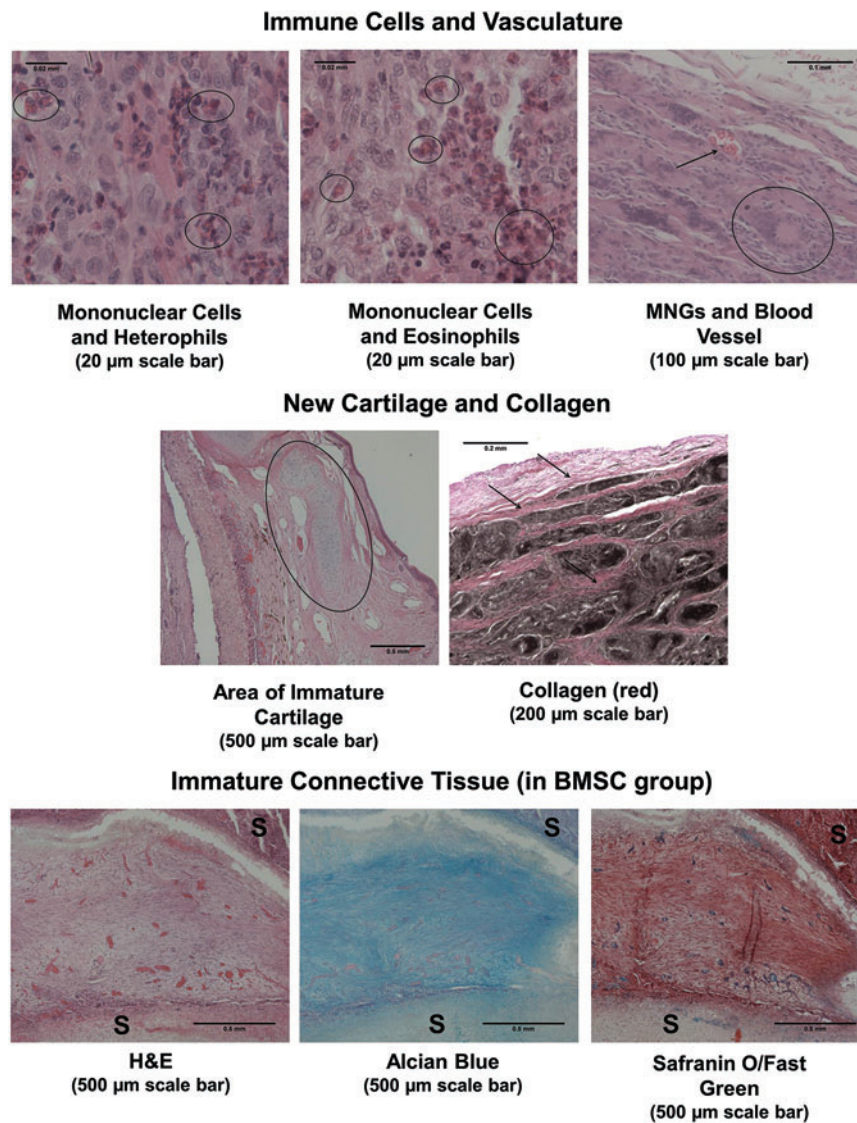 Immune Cells and Vasculature
0.02 mm
0.02 mm
0.1 mm
Mononuclear Cells
and Heterophils
(20 µm scale bar)
Mononuclear Cells
and Eosinophils
(20 µm scale bar)
MNGs and Blood
Vessel
(100 µm scale bar)
New Cartilage and Collagen
0.5 mm
0.2 mm
Area of Immature
Cartilage
(500 µm scale bar)
Collagen (red)
(200 µm scale bar)
Immature Connective Tissue (in BMSC group)
S
S
0.5 mm
S
S
0.5 mm
S
S
0.5 mm
H&E
(500 µm scale bar)
Alcian Blue
(500 µm scale bar)
Safranin O/Fast
Green
(500 µm scale bar)